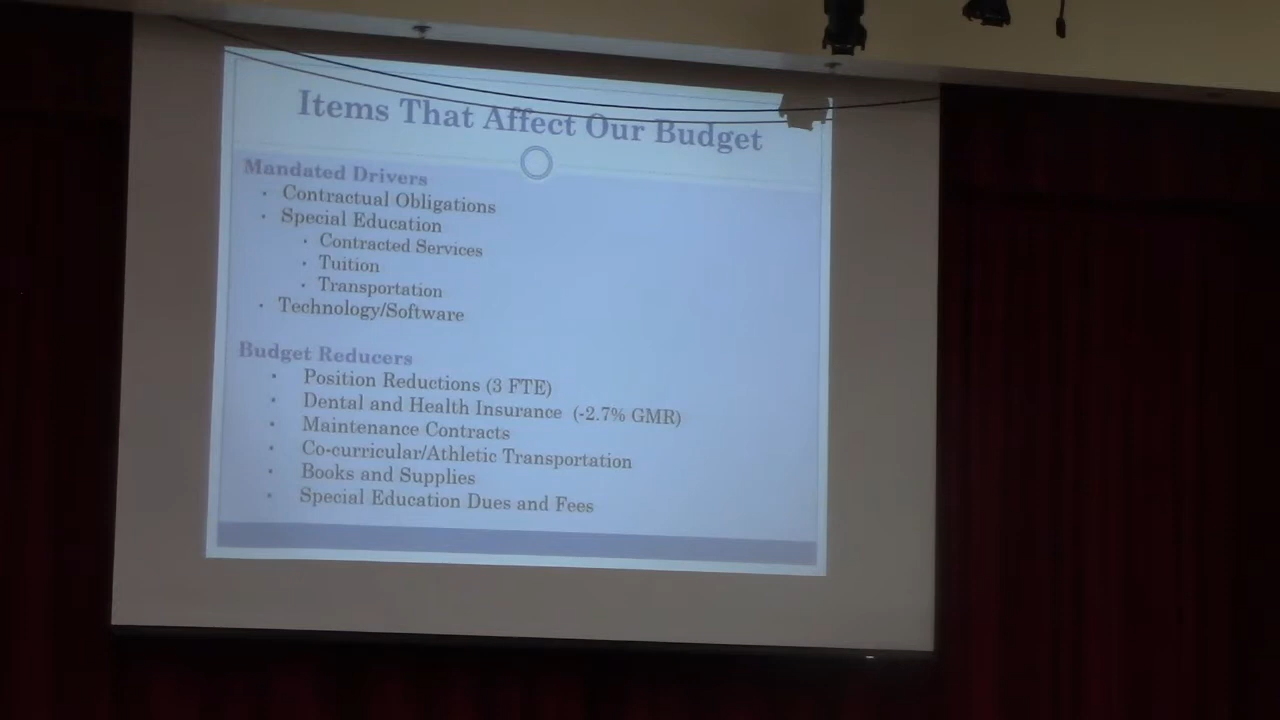 Items That Affect Our Budget
Mandated Drivers
· Contractual Obligations
· Special Education
· Contracted Services
· Tuition
· Transportation
· Technology/Software
Budget Reducers
· Position Reductions (3 FTE)
· Dental and Health Insurance (-2.7% GMR)
· Maintenance Contracts
· Co-curricular/Athletic Transportation
· Books and Supplies
· Special Education Dues and Fees